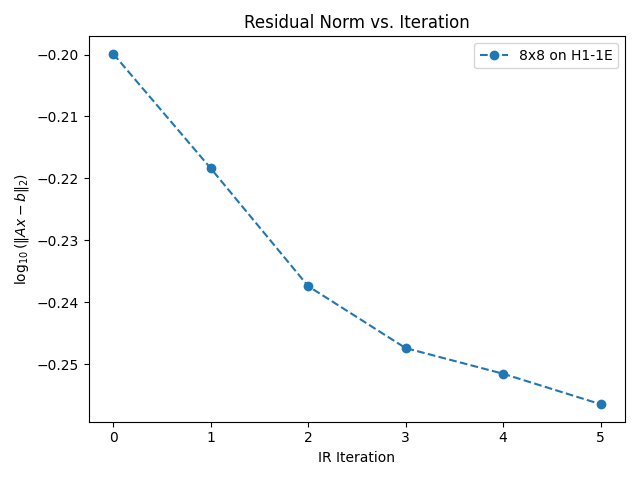 Residual Norm vs. Iteration
8x8 on H1-1E
−0.20
−0.21
−0.22
−0.23
−0.24
−0.25
log₁₀(‖Ax − b‖₂)
0 1 2 3 4 5
IR Iteration